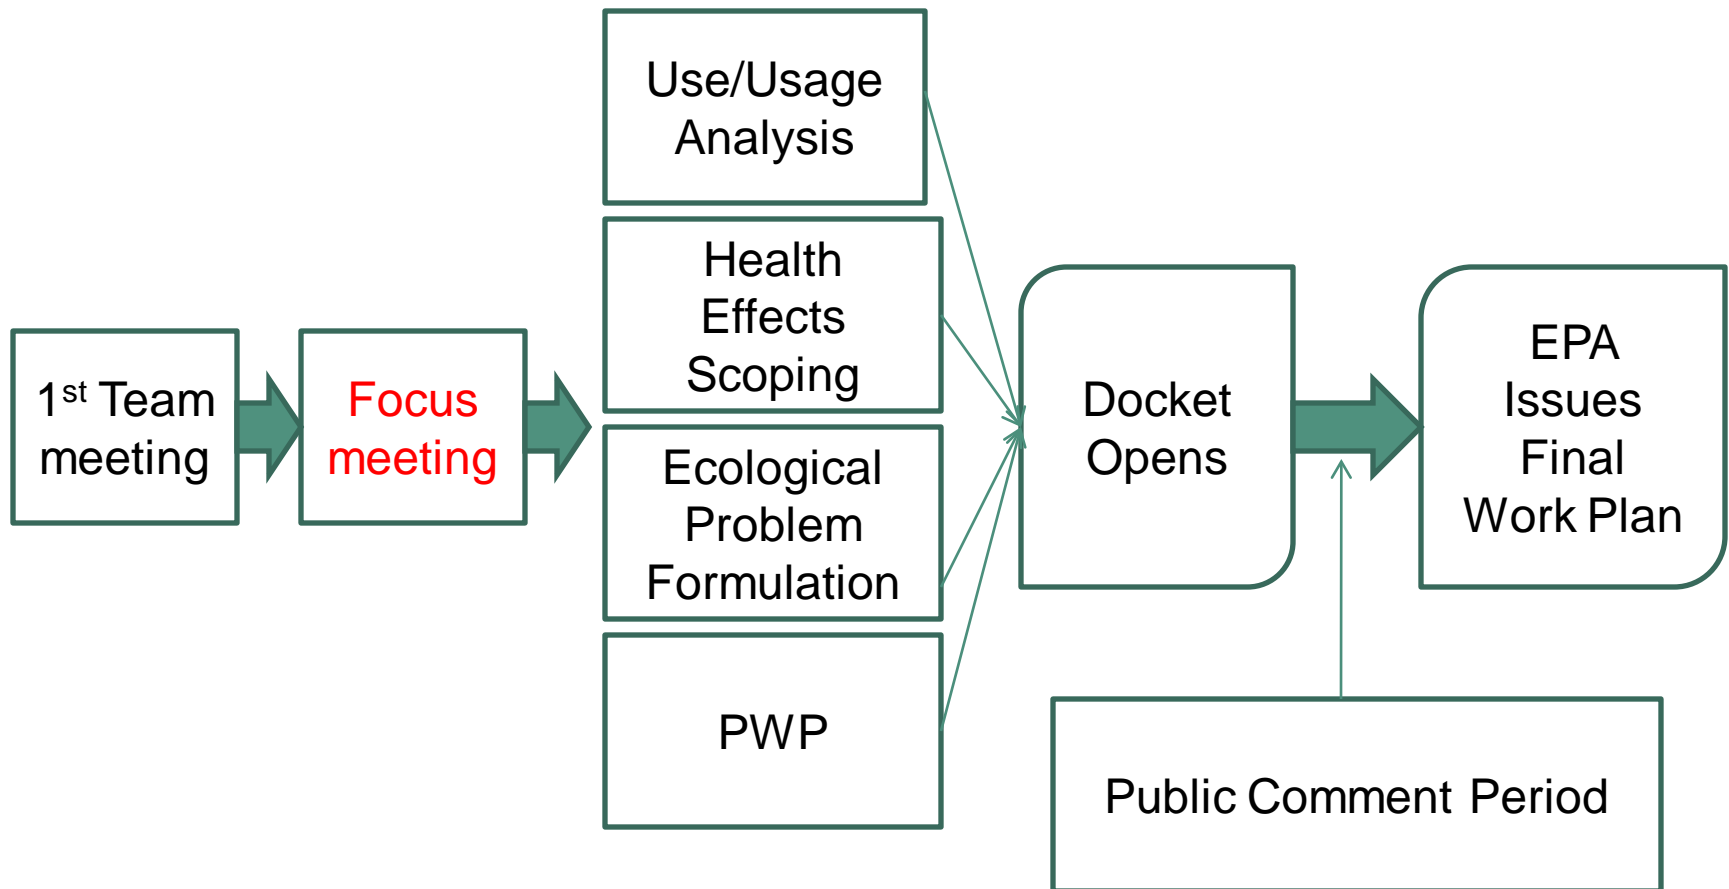 1st Team
meeting
Focus
meeting
Use/Usage
Analysis
Health
Effects
Scoping
Ecological
Problem
Formulation
PWP
Docket
Opens
EPA
Issues
Final
Work Plan
Public Comment Period